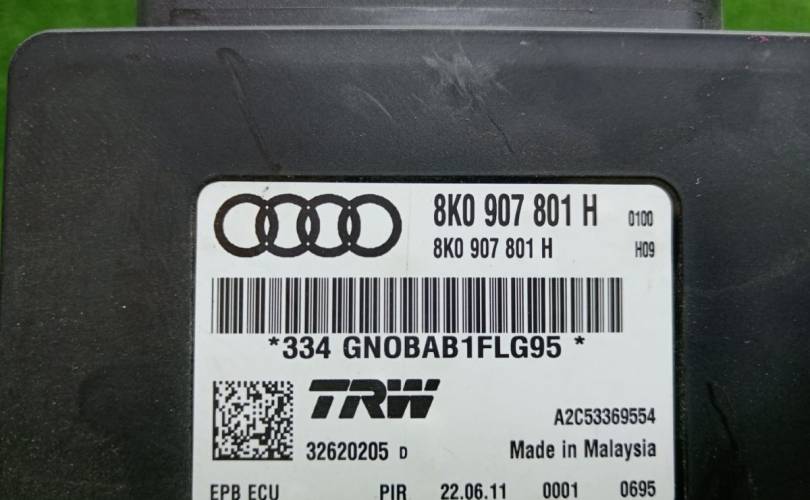 8K0 907 801 H 0100
8K0 907 801 H H09
*334 GN0BAB1FLG95 *
TRW A2C53369554
32620205 D Made in Malaysia
EPB ECU PIR 22.06.11 0001 0695